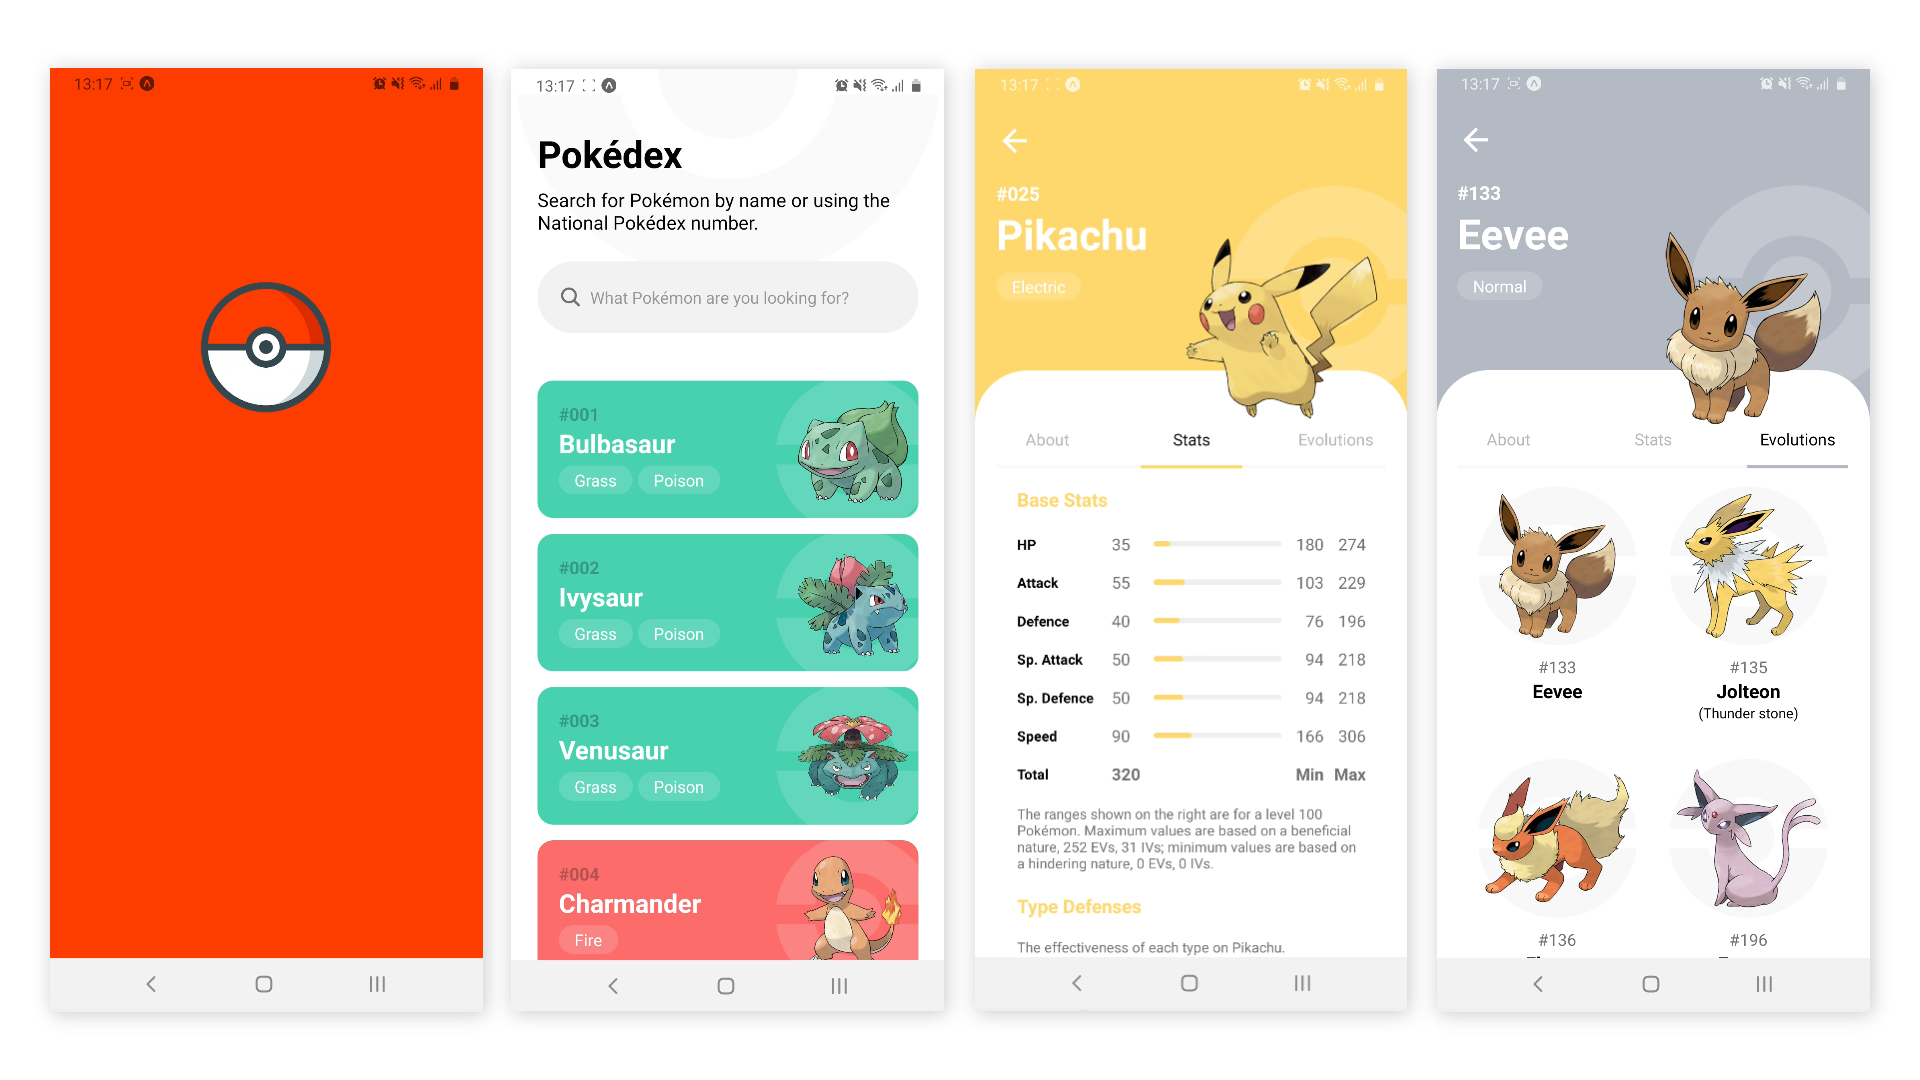 13:17
13:17
Pokédex
Search for Pokémon by name or using the
National Pokédex number.
What Pokémon are you looking for?
#001
Bulbasaur
Grass Poison
#002
Ivysaur
Grass Poison
#003
Venusaur
Grass Poison
#004
Charmander
Fire
13:17
#025
Pikachu
Electric
About Stats Evolutions
Base Stats
HP 35 180 274
Attack 55 103 229
Defence 40 76 196
Sp. Attack 50 94 218
Sp. Defence 50 94 218
Speed 90 166 306
Total 320 Min Max
The ranges shown on the right are for a level 100
Pokémon. Maximum values are based on a beneficial
nature, 252 EVs, 31 IVs; minimum values are based on
a hindering nature, 0 EVs, 0 IVs.
Type Defenses
The effectiveness of each type on Pikachu.
13:17
#133
Eevee
Normal
About Stats Evolutions
#133 #135
Eevee Jolteon
(Thunder stone)
#136 #196